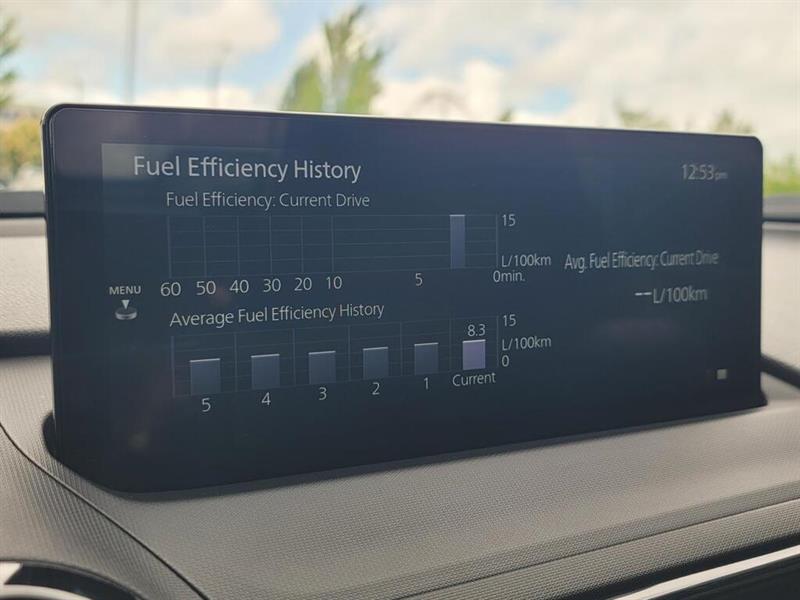 Fuel Efficiency History
12:53pm
Fuel Efficiency: Current Drive
15
L/100km
60 50 40 30 20 10 5 0min.
Avg. Fuel Efficiency: Current Drive
--- L/100km
MENU
Average Fuel Efficiency History
15
8.3
L/100km
0
5 4 3 2 1 Current